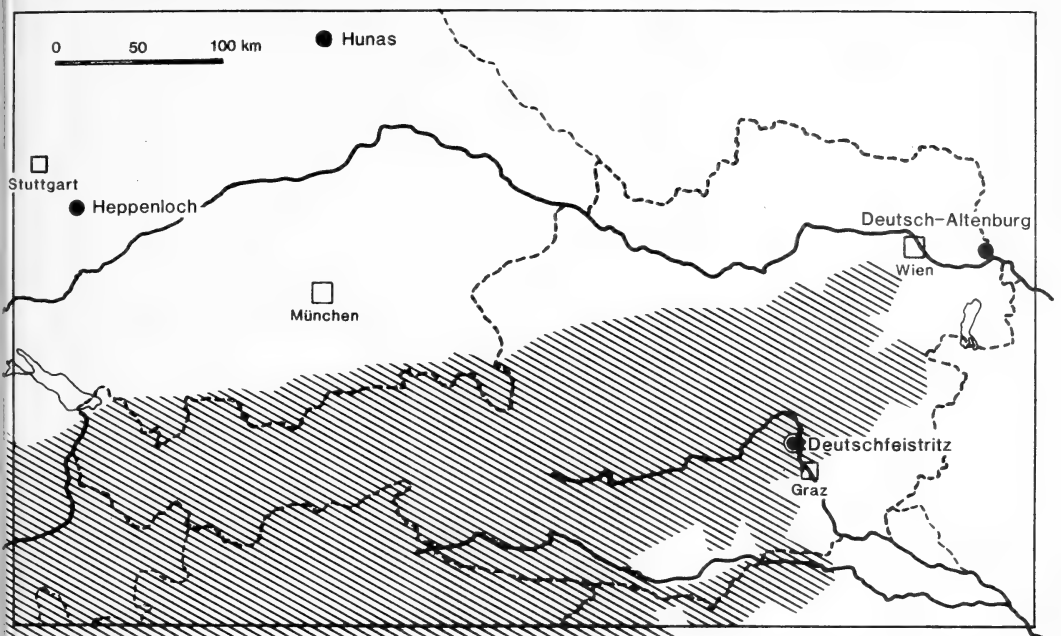 0 50 100 km
Hunas
Stuttgart
Heppenloch
Deutsch-Altenburg
Wien
München
Deutschfeistritz
Graz